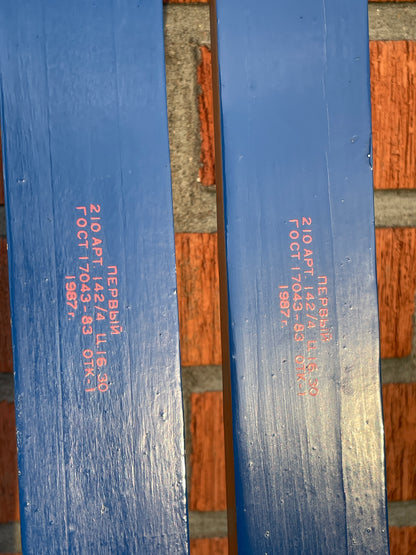 ПЕРВЫЙ
210 АРТ. 142/4 Ц.16-30
ГОСТ 17043-83 ОТК-1
1987г.
ПЕРВЫЙ
210 АРТ. 142/4 Ц.16-30
ГОСТ 17043-83 ОТК-1
1987г.